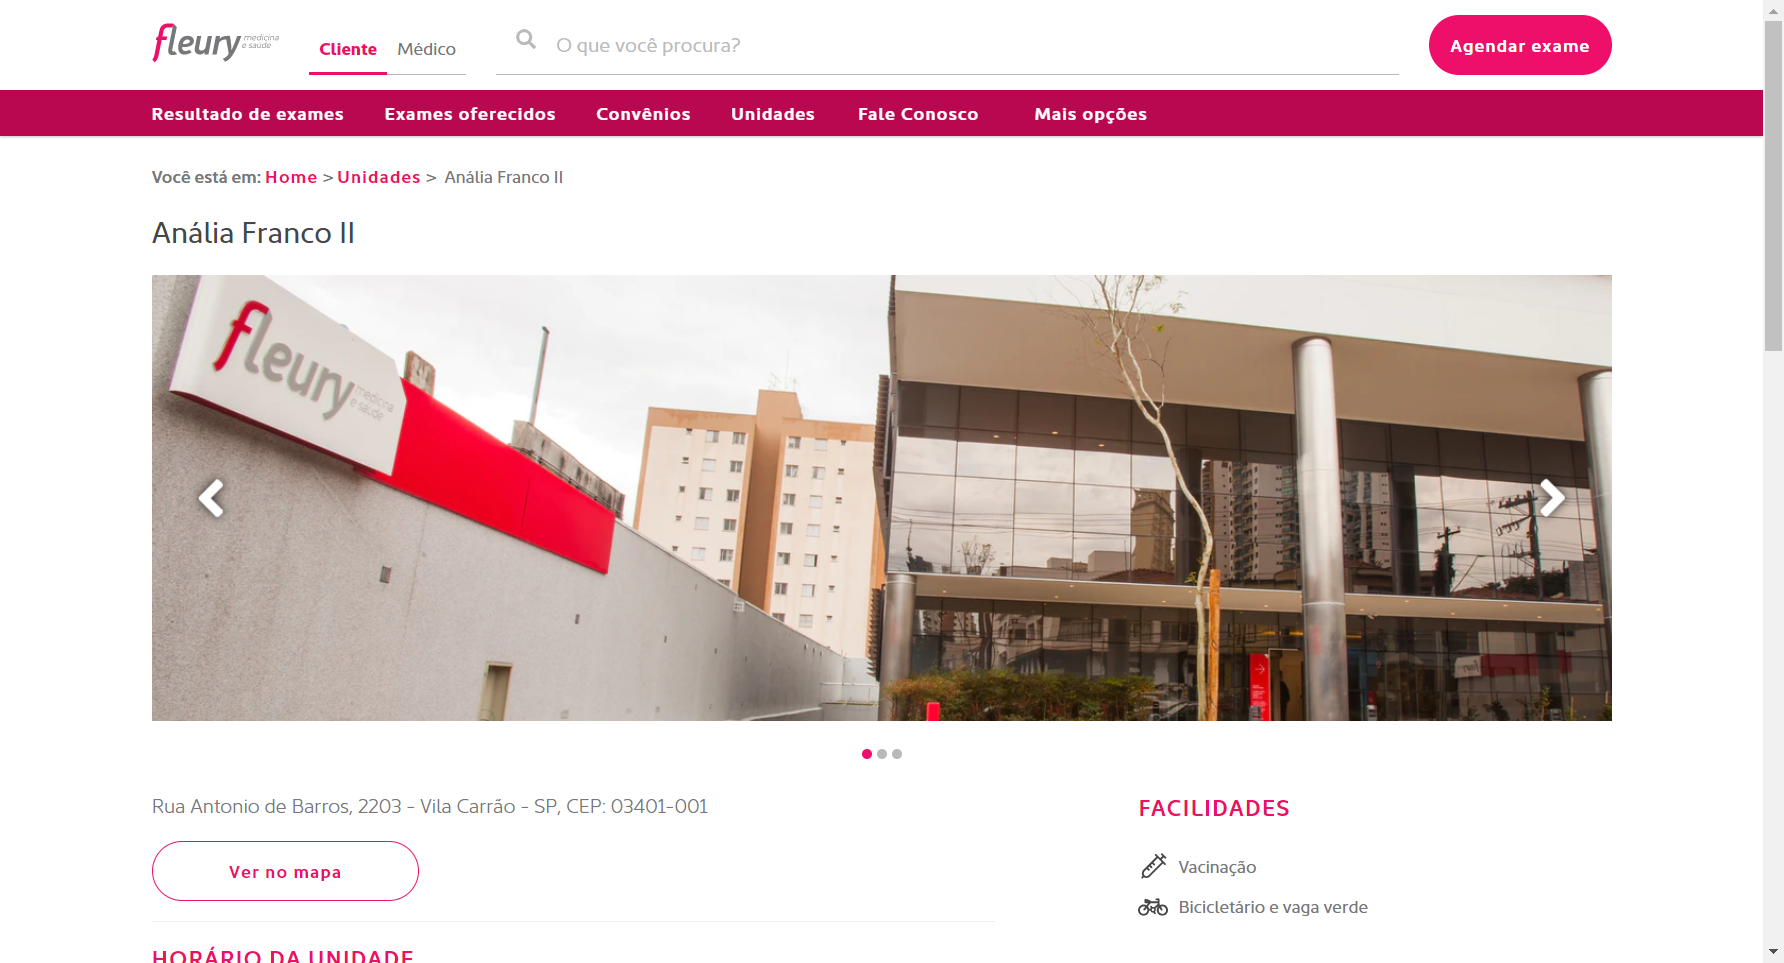 fleury medicina e saúde
Cliente
Médico
O que você procura?
Agendar exame
Resultado de exames
Exames oferecidos
Convênios
Unidades
Fale Conosco
Mais opções
Você está em: Home > Unidades > Anália Franco II
Anália Franco II
fleury medicina e saúde
Rua Antonio de Barros, 2203 - Vila Carrão - SP, CEP: 03401-001
Ver no mapa
HORÁRIO DA UNIDADE
FACILIDADES
Vacinação
Bicicletário e vaga verde